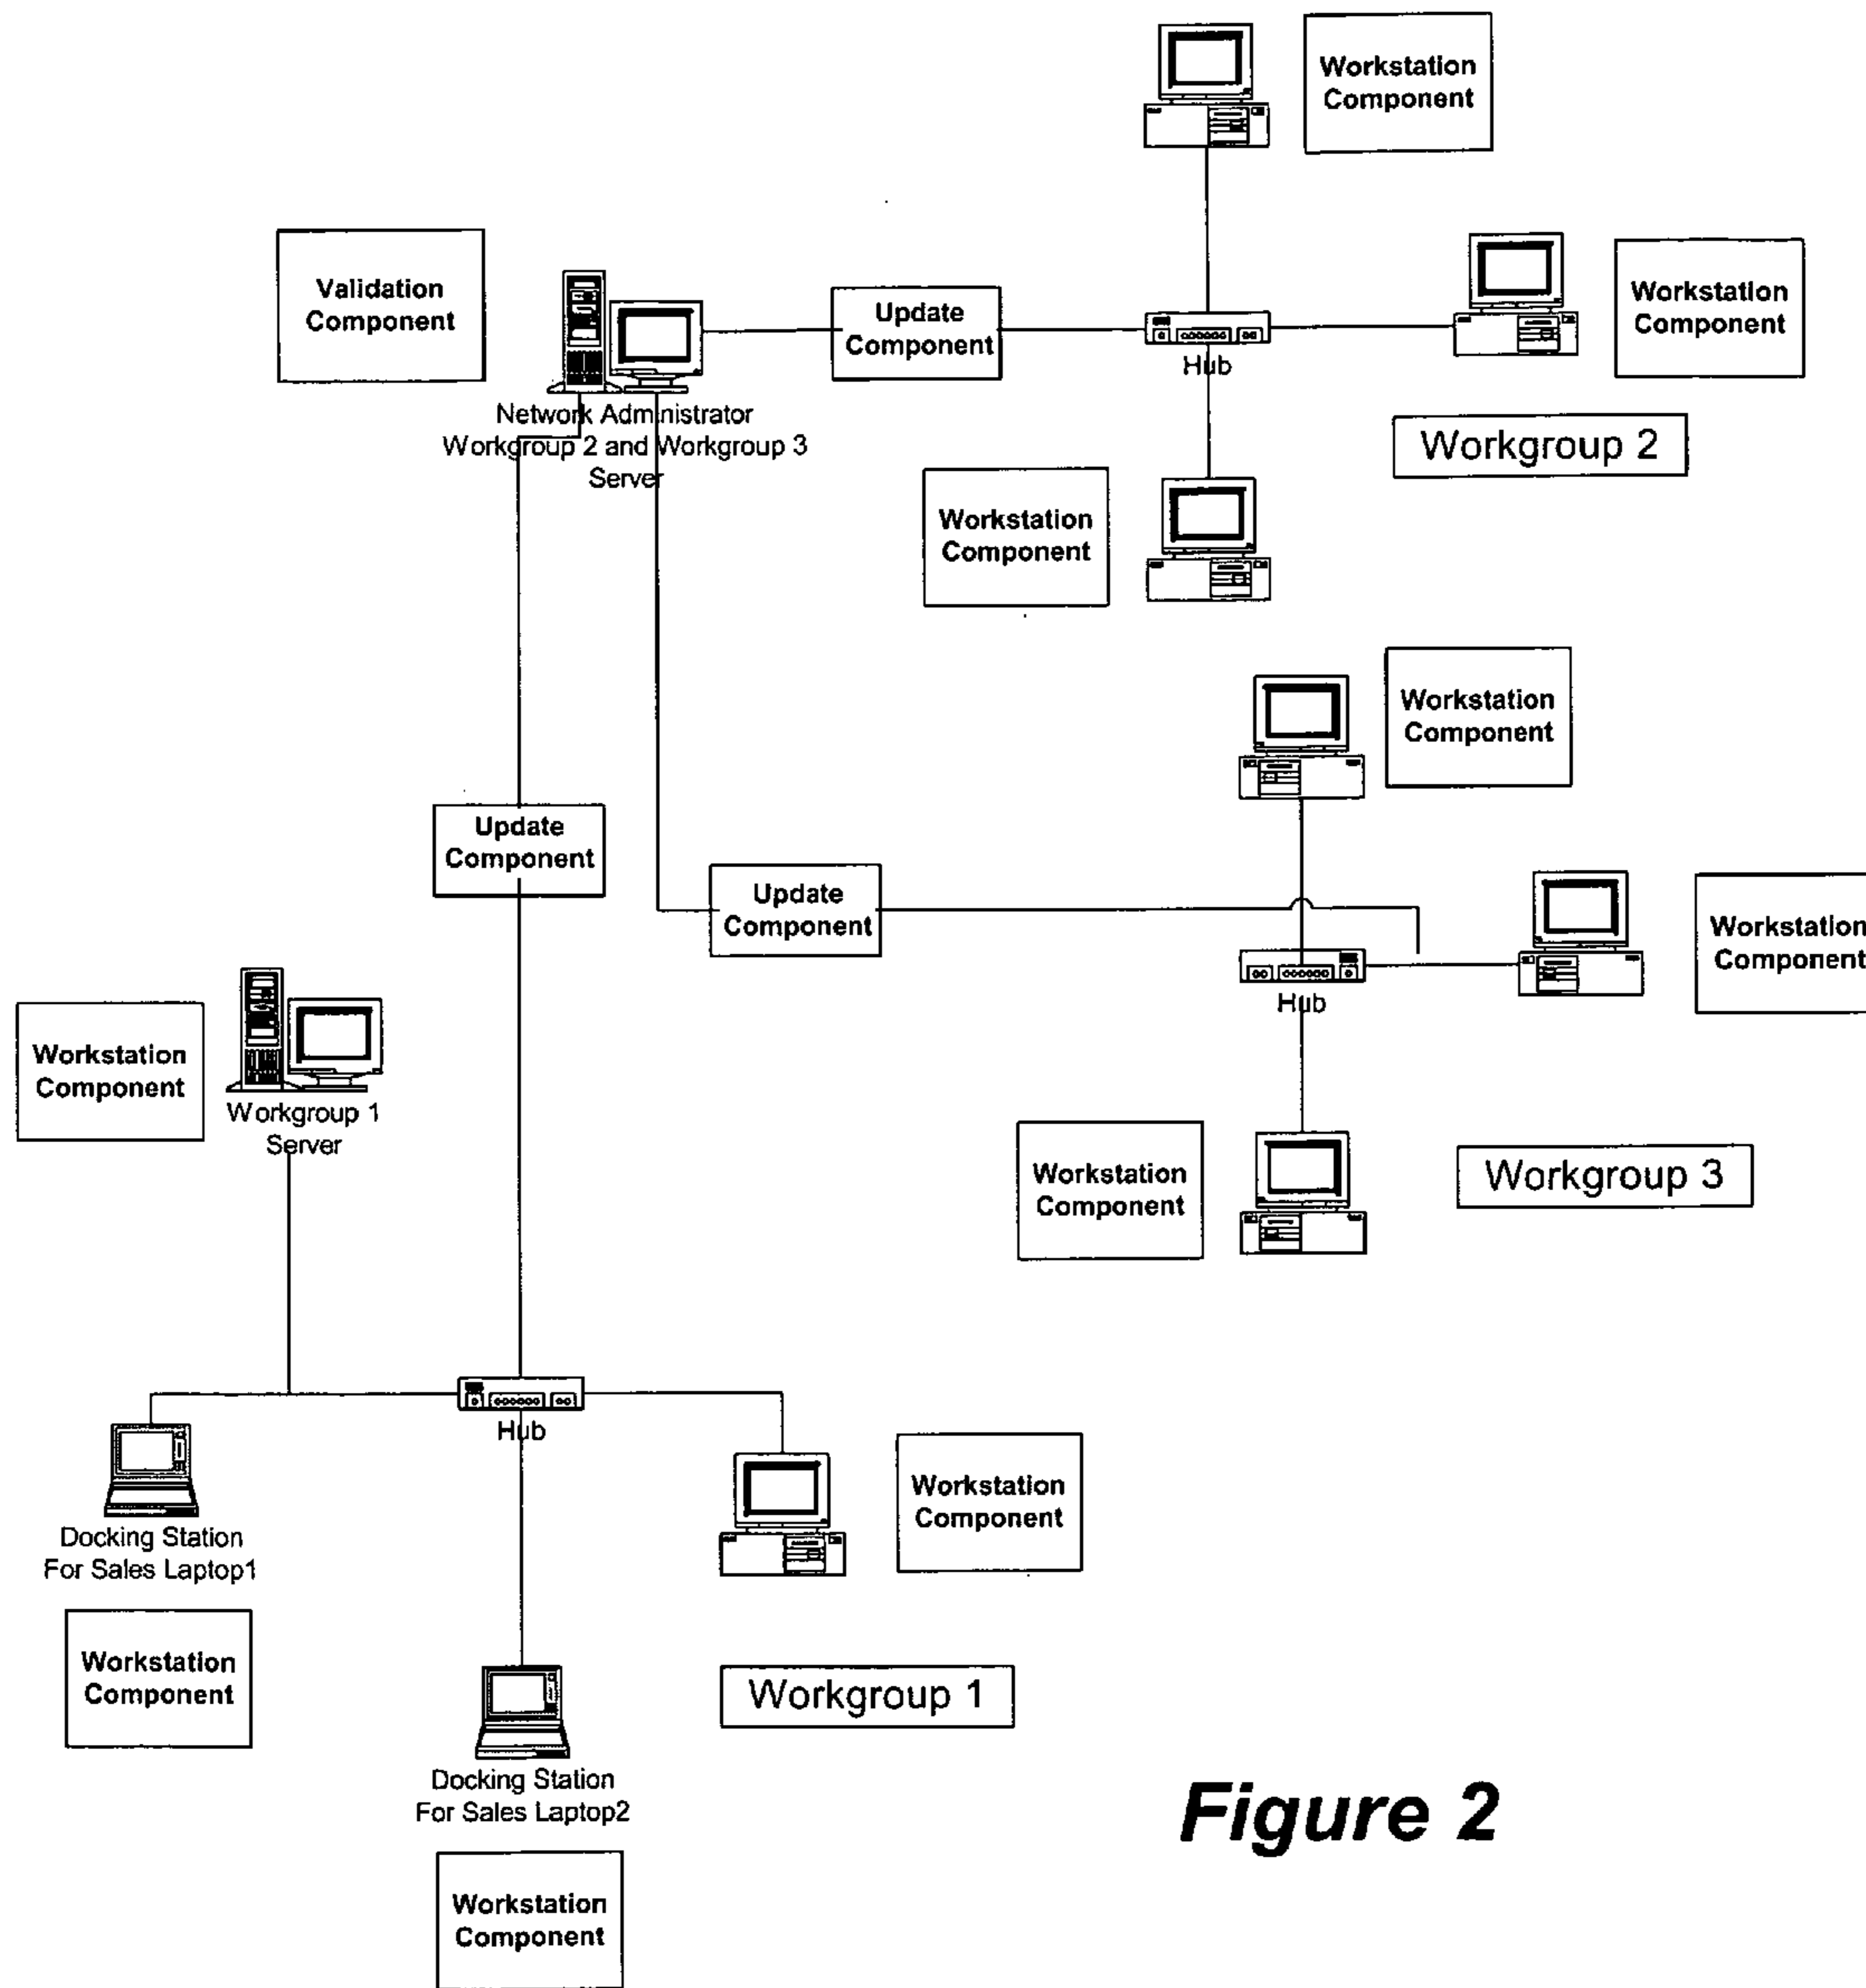 Workstation
Component
Validation
Component
Update
Component
Hub
Workstation
Component
Network Administrator
Workgroup 2 and Workgroup 3
Server
Workgroup 2
Workstation
Component
Workstation
Component
Update
Component
Update
Component
Workstation
Component
Hub
Workstation
Component
Workgroup 1
Server
Workstation
Component
Workgroup 3
Hub
Workstation
Component
Docking Station
For Sales Laptop1
Workstation
Component
Workgroup 1
Docking Station
For Sales Laptop2
Figure 2
Workstation
Component